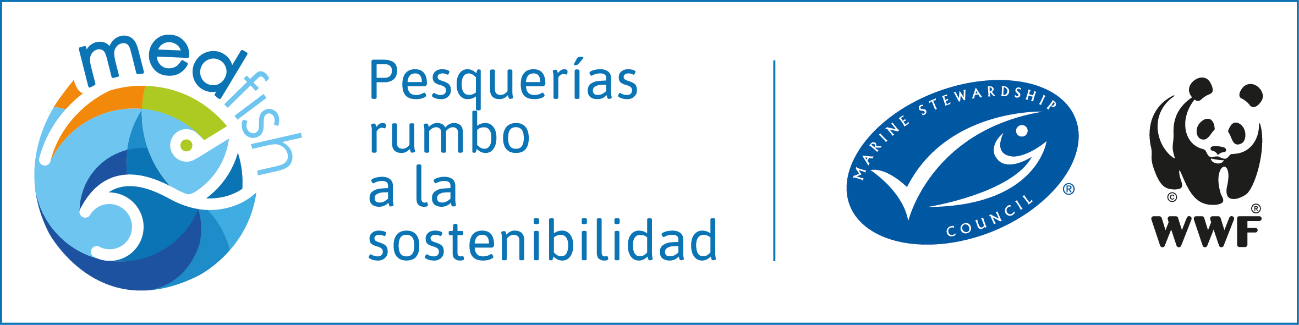 medfish
Pesquerías
rumbo
a la
sostenibilidad
MARINE STEWARDSHIP
COUNCIL
®
©
®
WWF